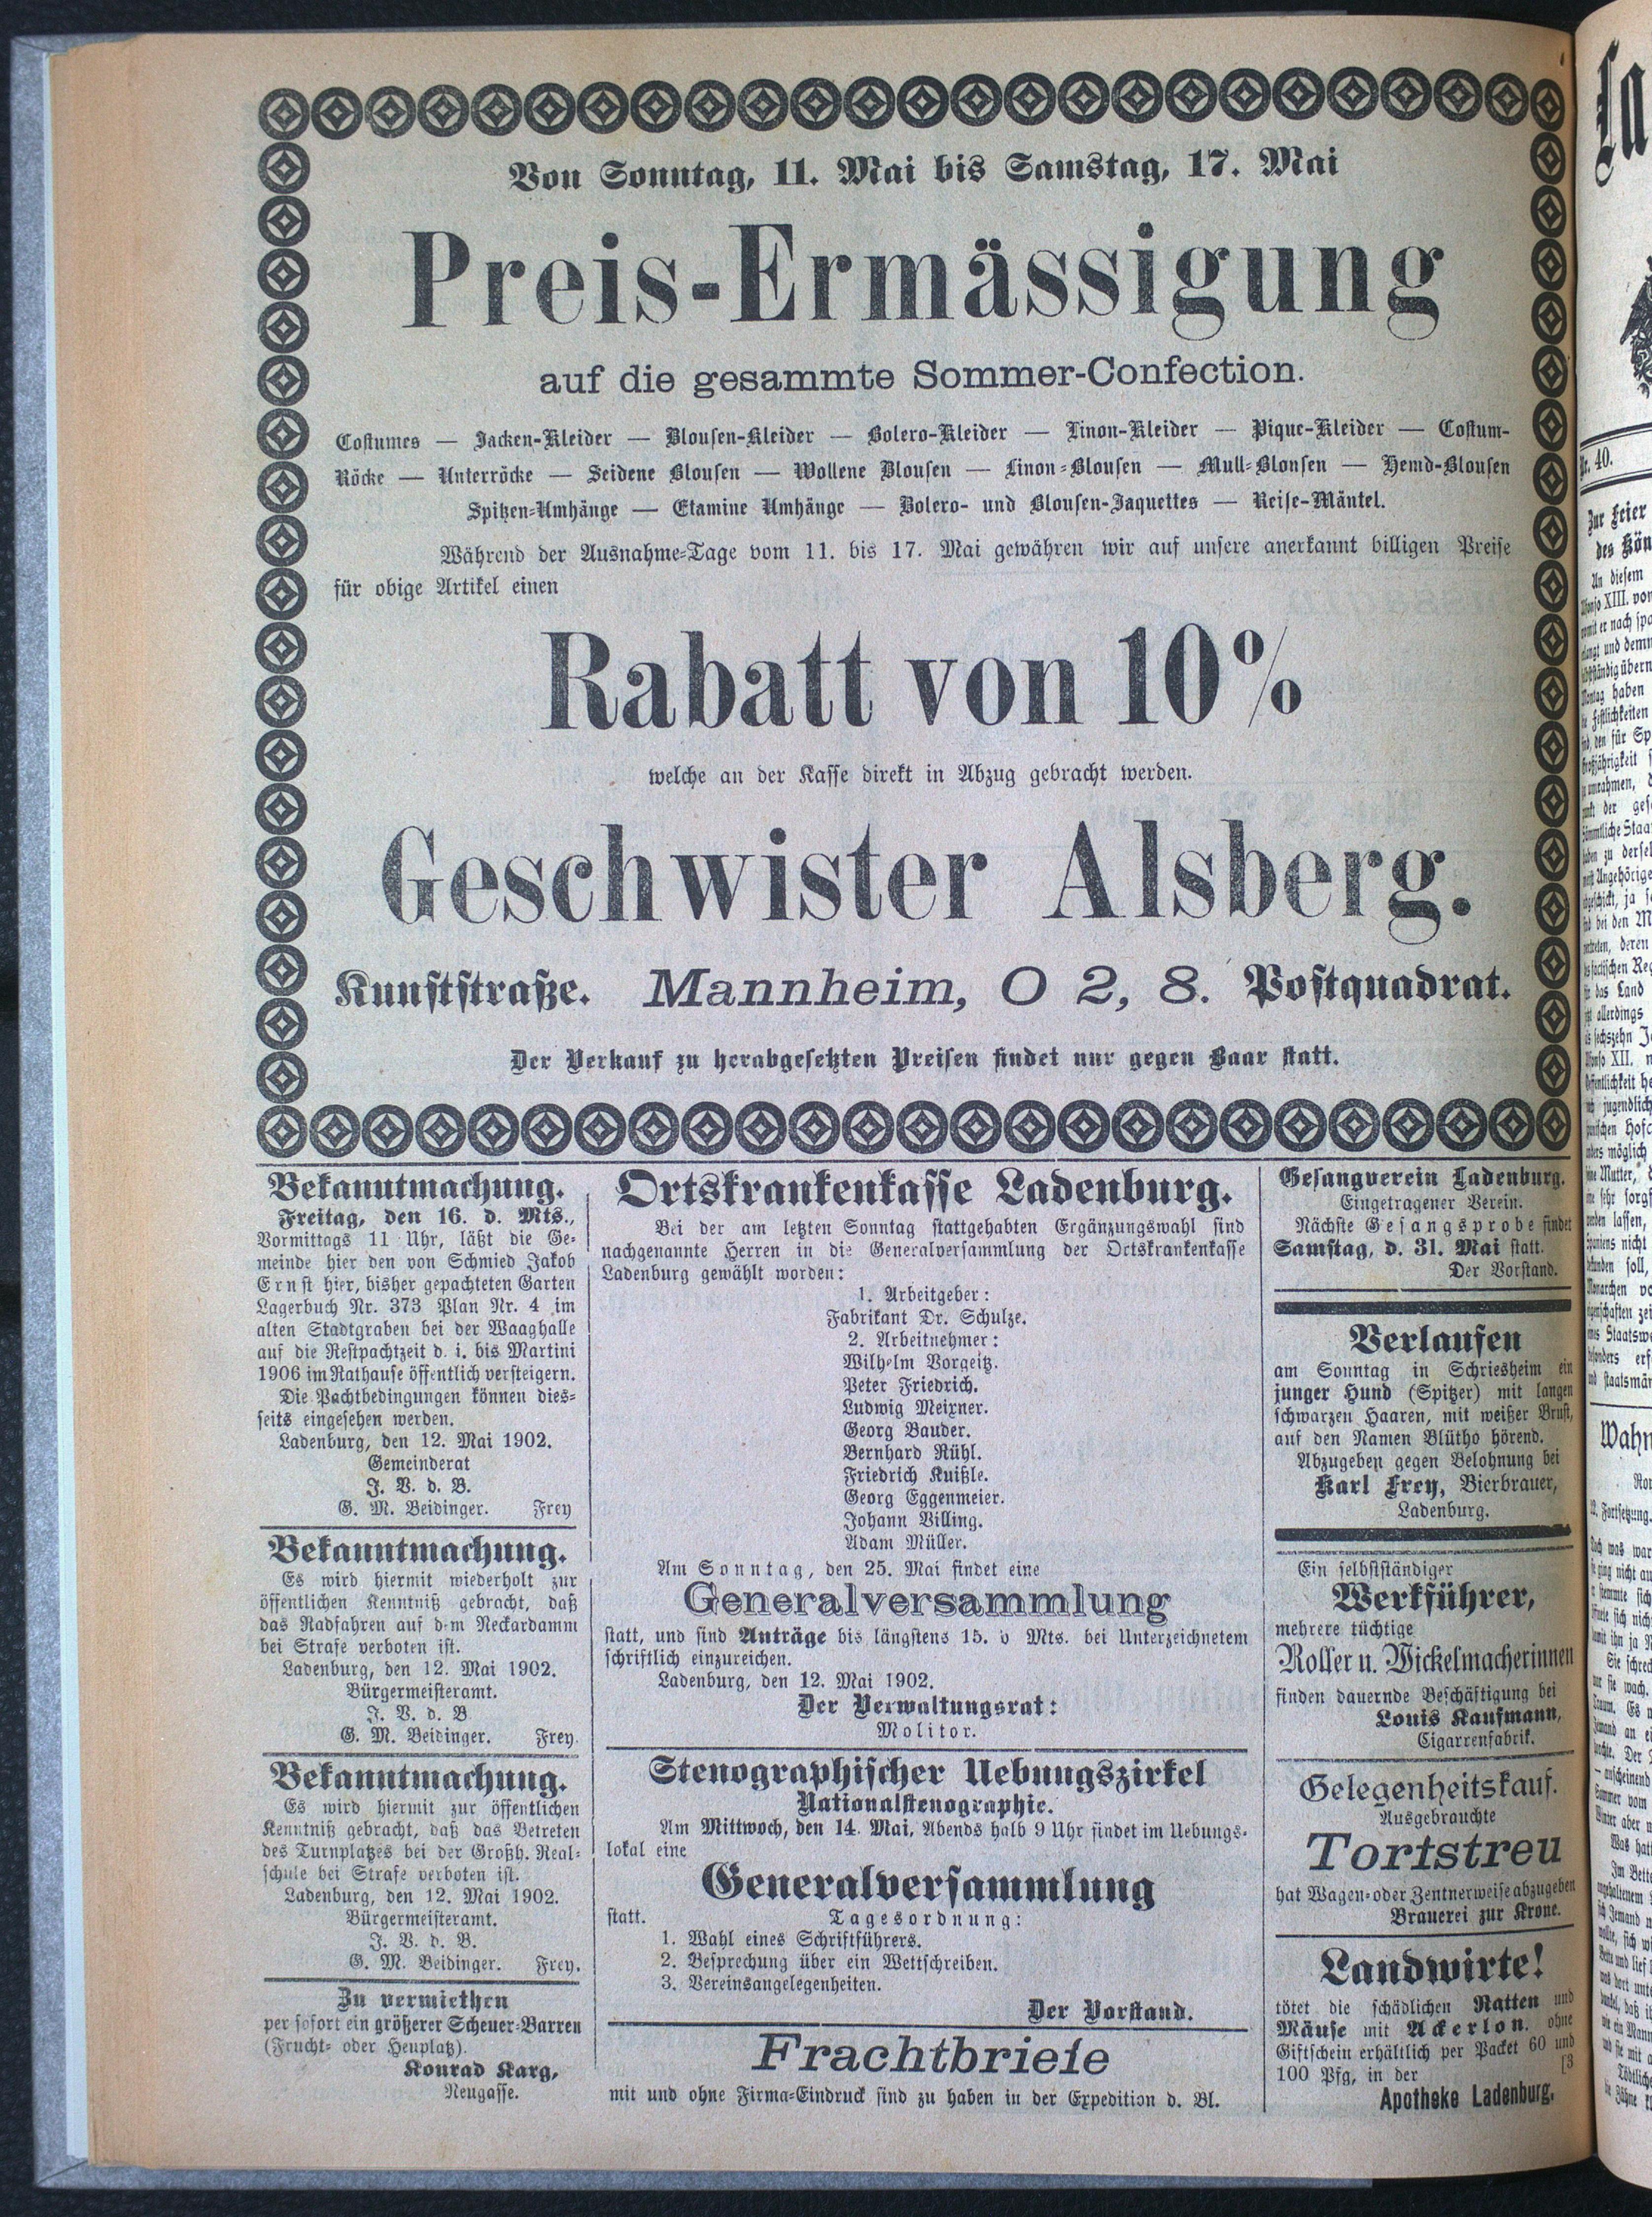 Von Sonntag, 11. Mai bis Samstag, 17. Mai
Preis-Ermässigung
auf die gesammte Sommer-Confection.
Costumes — Jacken-Kleider — Blousen-Kleider — Bolero-Kleider — Linon-Kleider — Pique-Kleider — Costum-
Röcke — Unterröcke — Seidene Blousen — Wollene Blousen — Linon-Blousen — Mull-Blousen — Hemd-Blousen
Spitzen-Umhänge — Etamine Umhänge — Bolero- und Blousen-Jaquettes — Reise-Mäntel.
Während der Ausnahme-Tage vom 11. bis 17. Mai gewähren wir auf unsere anerkannt billigen Preise
für obige Artikel einen
Rabatt von 10%
welche an der Kasse direkt in Abzug gebracht werden.
Geschwister Alsberg.
Kunststraße. Mannheim, O 2, 8. Postquadrat.
Der Verkauf zu herabgesetzten Preisen findet nur gegen Baar statt.
Bekanntmachung.
Freitag, den 16. d. Mts.,
Vormittags 11 Uhr, läßt die Ge-
meinde hier den von Schmied Jakob
Ernst hier, bisher gepachteten Garten
Lagerbuch Nr. 373 Plan Nr. 4 im
alten Stadtgraben bei der Waaghalle
auf die Restpachtzeit d. i. bis Martini
1906 im Rathause öffentlich versteigern.
Die Pachtbedingungen können dies-
seits eingesehen werden.
Ladenburg, den 12. Mai 1902.
Gemeinderat
J. V. d. B.
G. M. Beidinger. Frey
Bekanntmachung.
Es wird hiermit wiederholt zur
öffentlichen Kenntniß gebracht, daß
das Radfahren auf dem Neckardamm
bei Strafe verboten ist.
Ladenburg, den 12. Mai 1902.
Bürgermeisteramt.
J. V. d. B
G. M. Beidinger. Frey.
Bekanntmachung.
Es wird hiermit zur öffentlichen
Kenntniß gebracht, daß das Betreten
des Turnplatzes bei der Großh. Real-
schule bei Strafe verboten ist.
Ladenburg, den 12. Mai 1902.
Bürgermeisteramt.
J. V. d. B.
G. M. Beidinger. Frey.
Zu vermiethen
per sofort ein größerer Scheuer-Barren
(Frucht- oder Heuplatz).
Konrad Karg,
Neugasse.
Ortskrankenkasse Ladenburg.
Bei der am letzten Sonntag stattgehabten Ergänzungswahl sind
nachgenannte Herren in die Generalversammlung der Ortskrankenkasse
Ladenburg gewählt worden:
1. Arbeitgeber:
Fabrikant Dr. Schulze.
2. Arbeitnehmer:
Wilhelm Vorgeitz.
Peter Friedrich.
Ludwig Meixner.
Georg Bauder.
Bernhard Rühl.
Friedrich Kuißle.
Georg Eggenmeier.
Johann Billing.
Adam Müller.
Am Sonntag, den 25. Mai findet eine
Generalversammlung
statt, und sind Anträge bis längstens 15. d Mts. bei Unterzeichnetem
schriftlich einzureichen.
Ladenburg, den 12. Mai 1902.
Der Verwaltungsrat:
Molitor.
Stenographischer Uebungszirkel
Nationalstenographie.
Am Mittwoch, den 14. Mai, Abends halb 9 Uhr findet im Uebungs-
lokal eine
Generalversammlung
statt. Tagesordnung:
1. Wahl eines Schriftführers.
2. Besprechung über ein Wettschreiben.
3. Vereinsangelegenheiten.
Der Vorstand.
Frachtbriefe
mit und ohne Firma-Eindruck sind zu haben in der Expedition d. Bl.
Gesangverein Ladenburg.
Eingetragener Verein.
Nächste Gesangsprobe findet
Samstag, d. 31. Mai statt.
Der Vorstand.
Verlaufen
am Sonntag in Schriesheim ein
junger Hund (Spitzer) mit langen
schwarzen Haaren, mit weißer Brust,
auf den Namen Blütho hörend.
Abzugeben gegen Belohnung bei
Karl Frey, Bierbrauer,
Ladenburg.
Ein selbstständiger
Werkführer,
mehrere tüchtige
Roller u. Wickelmacherinnen
finden dauernde Beschäftigung bei
Louis Kaufmann,
Cigarrenfabrik.
Gelegenheitskauf.
Ausgebrauchte
Torfstreu
hat Wagen- oder Zentnerweise abzugeben
Brauerei zur Krone.
Landwirte!
tötet die schädlichen Ratten und
Mäuse mit Ackerlon, ohne
Giftschein erhältlich per Packet 60 und
100 Pfg, in der [3
Apotheke Ladenburg.
La
Nr. 40.
Zur Feier
des Kön